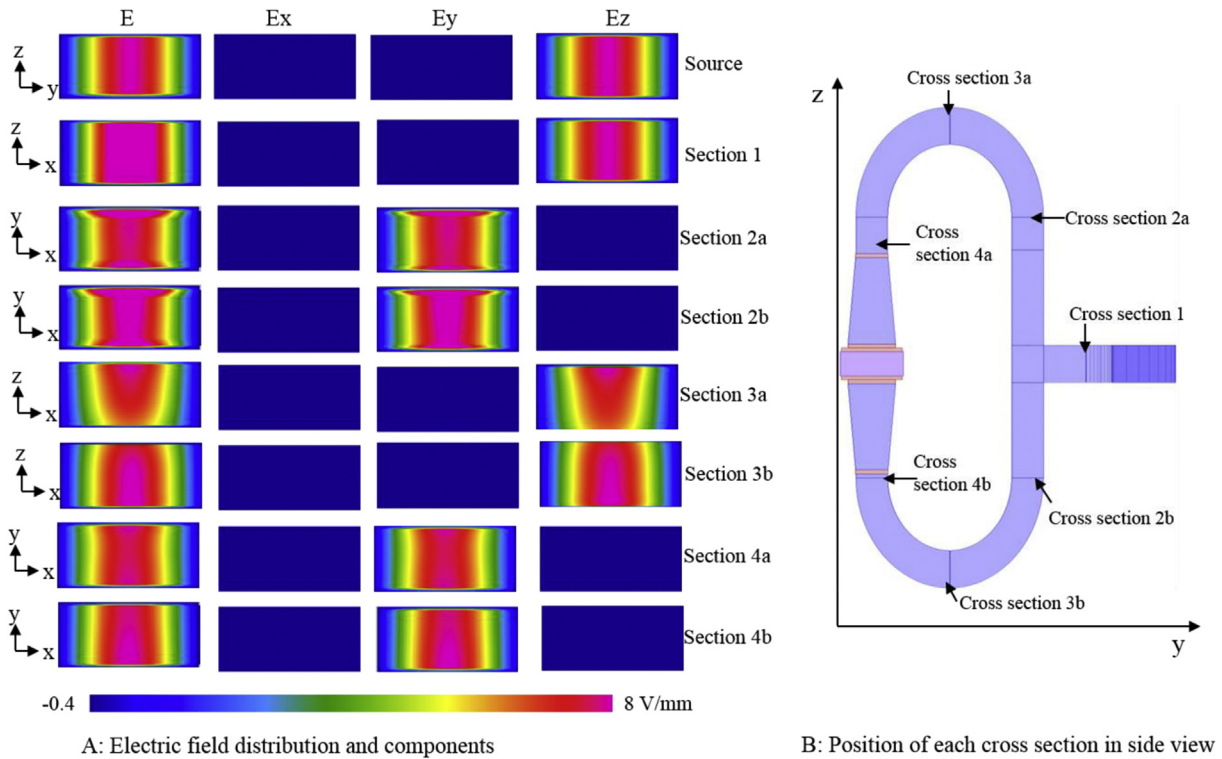 E Ex Ey Ez
z
y
Source
z
x
Section 1
y
x
Section 2a
y
x
Section 2b
z
x
Section 3a
z
x
Section 3b
y
x
Section 4a
y
x
Section 4b
-0.4 8 V/mm
A: Electric field distribution and components
z
Cross section 3a
Cross section 2a
Cross
section 4a
Cross section 1
Cross
section 4b
Cross section 2b
Cross section 3b
y
B: Position of each cross section in side view